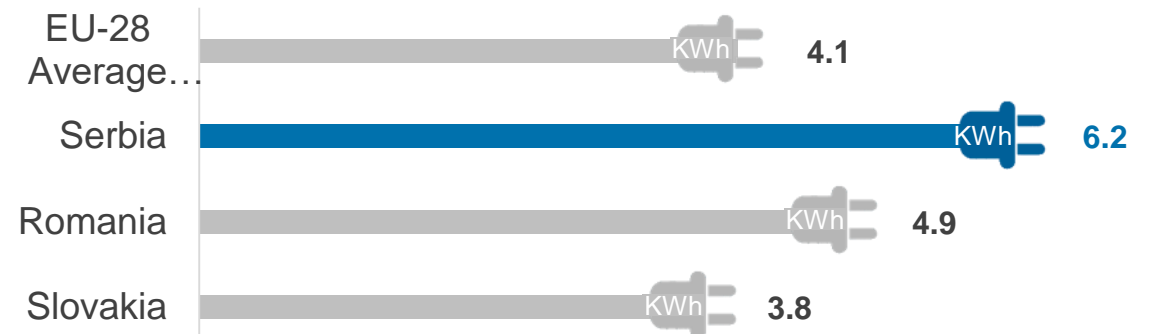 EU-28
Average…
KWh
4.1
Serbia
KWh
6.2
Romania
KWh
4.9
Slovakia
KWh
3.8